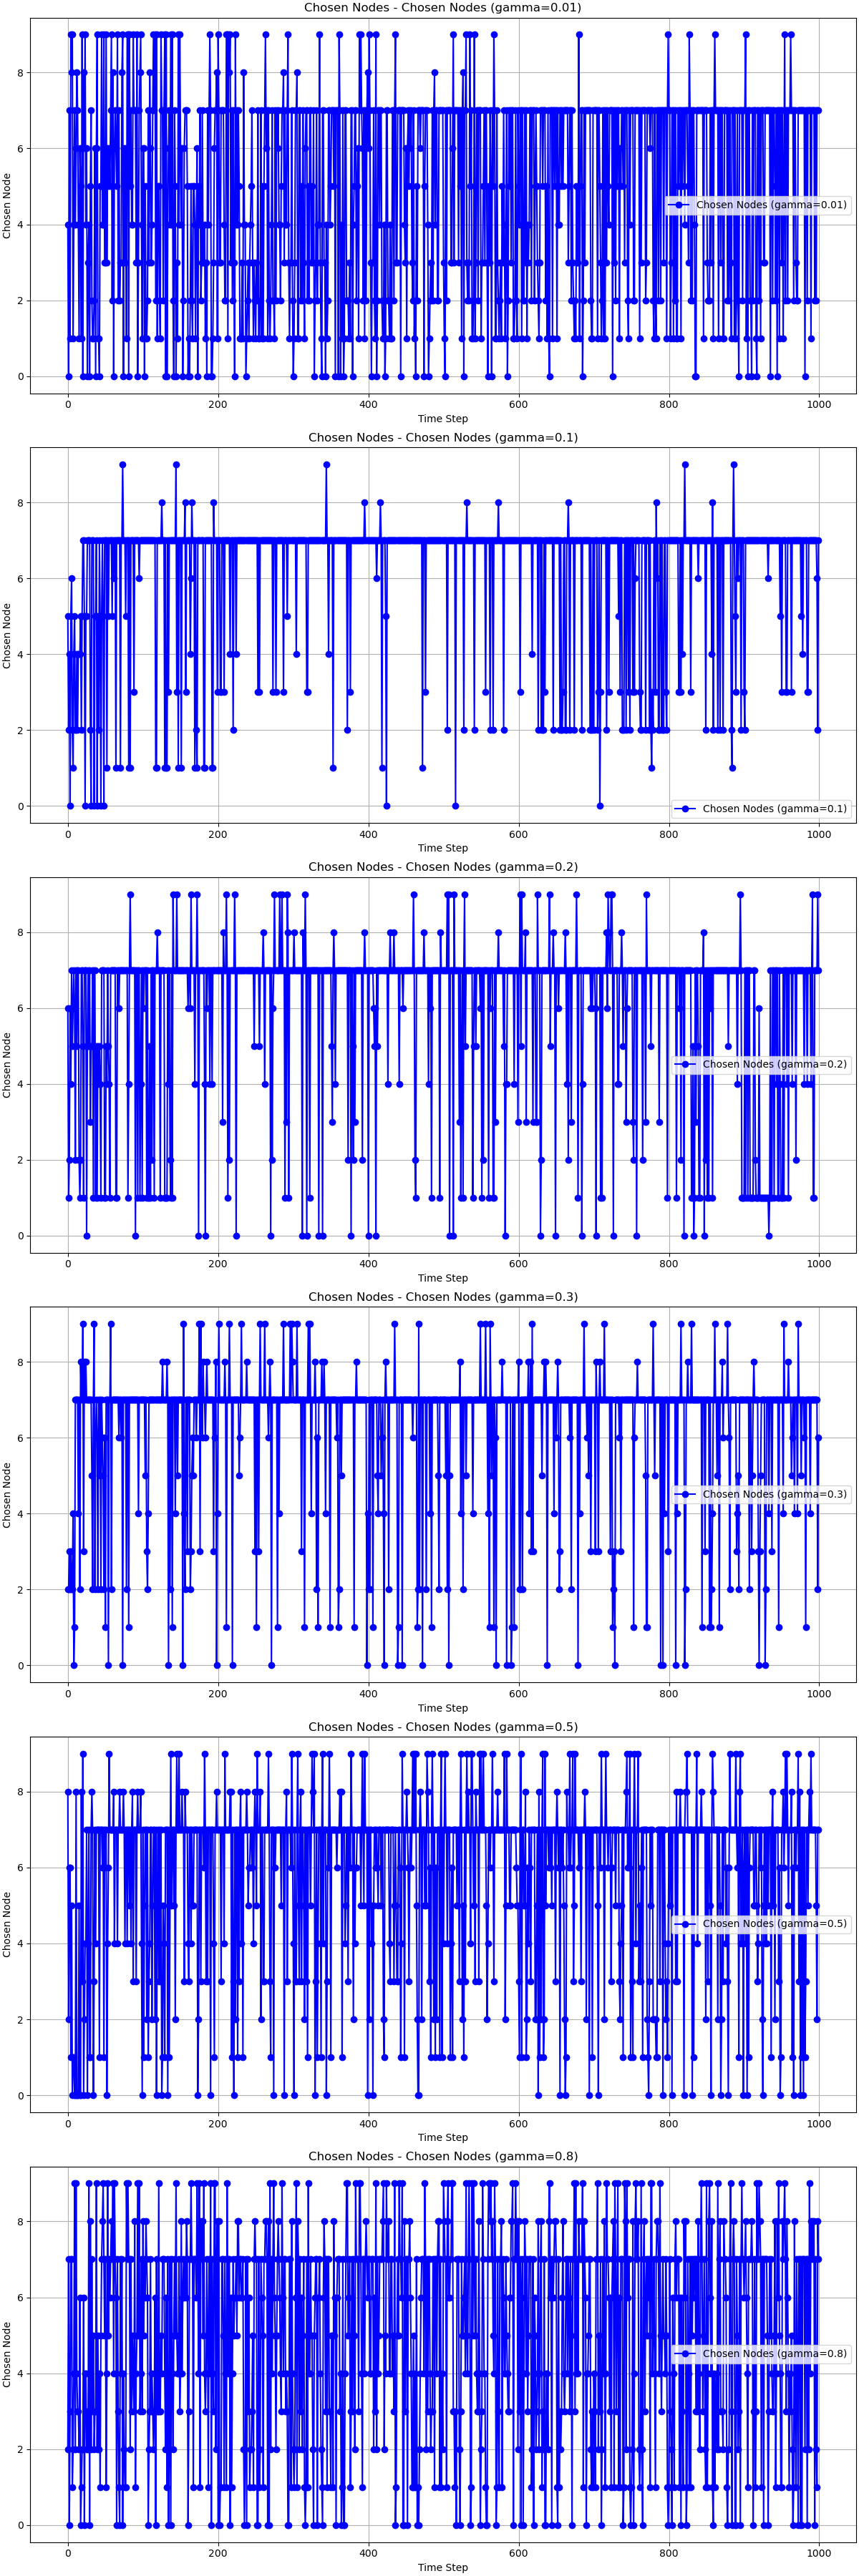 Chosen Nodes - Chosen Nodes (gamma=0.01)
8
6
4
2
0
Chosen Node
Chosen Nodes (gamma=0.01)
0 200 400 600 800 1000
Time Step
Chosen Nodes - Chosen Nodes (gamma=0.1)
8
6
4
2
0
Chosen Node
Chosen Nodes (gamma=0.1)
0 200 400 600 800 1000
Time Step
Chosen Nodes - Chosen Nodes (gamma=0.2)
8
6
4
2
0
Chosen Node
Chosen Nodes (gamma=0.2)
0 200 400 600 800 1000
Time Step
Chosen Nodes - Chosen Nodes (gamma=0.3)
8
6
4
2
0
Chosen Node
Chosen Nodes (gamma=0.3)
0 200 400 600 800 1000
Time Step
Chosen Nodes - Chosen Nodes (gamma=0.5)
8
6
4
2
0
Chosen Node
Chosen Nodes (gamma=0.5)
0 200 400 600 800 1000
Time Step
Chosen Nodes - Chosen Nodes (gamma=0.8)
8
6
4
2
0
Chosen Node
Chosen Nodes (gamma=0.8)
0 200 400 600 800 1000
Time Step